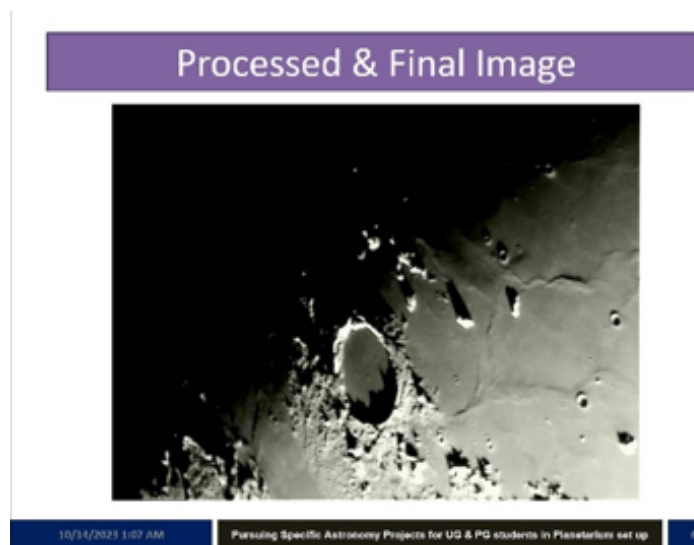 Processed & Final Image
10/14/2023 1:07 AM
Pursuing Specific Astronomy Projects for UG & PG students in Planetarium set up